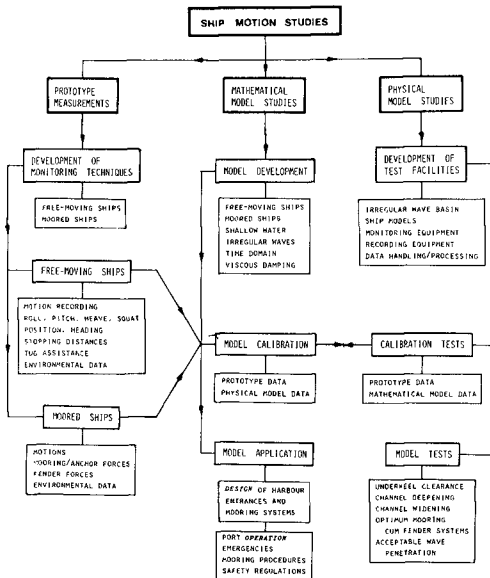 SHIP MOTION STUDIES
PROTOTYPE
MEASUREMENTS
MATHEMATICAL
MODEL STUDIES
PHYSICAL
MODEL STUDIES
DEVELOPMENT OF
MONITORING TECHNIQUES
FREE-MOVING SHIPS
MOORED SHIPS
MODEL DEVELOPMENT
FREE-MOVING SHIPS
MOORED SHIPS
SHALLOW WATER
IRREGULAR WAVES
TIME DOMAIN
VISCOUS DAMPING
DEVELOPMENT OF
TEST FACILITIES
IRREGULAR WAVE BASIN
SHIP MODELS
MONITORING EQUIPMENT
RECORDING EQUIPMENT
DATA HANDLING/PROCESSING
FREE-MOVING SHIPS
MOTION RECORDING
ROLL, PITCH, HEAVE, SQUAT
POSITION, HEADING
STOPPING DISTANCES
TUG ASSISTANCE
ENVIRONMENTAL DATA
MODEL CALIBRATION
PROTOTYPE DATA
PHYSICAL MODEL DATA
CALIBRATION TESTS
PROTOTYPE DATA
MATHEMATICAL MODEL DATA
MOORED SHIPS
MOTIONS
MOORING/ANCHOR FORCES
FENDER FORCES
ENVIRONMENTAL DATA
MODEL APPLICATION
DESIGN OF HARBOUR
ENTRANCES AND
MOORING SYSTEMS
PORT OPERATION
EMERGENCIES
MOORING PROCEDURES
SAFETY REGULATIONS
MODEL TESTS
UNDERKEEL CLEARANCE
CHANNEL DEEPENING
CHANNEL WIDENING
OPTIMUM MOORING
CUM FENDER SYSTEMS
ACCEPTABLE WAVE
PENETRATION